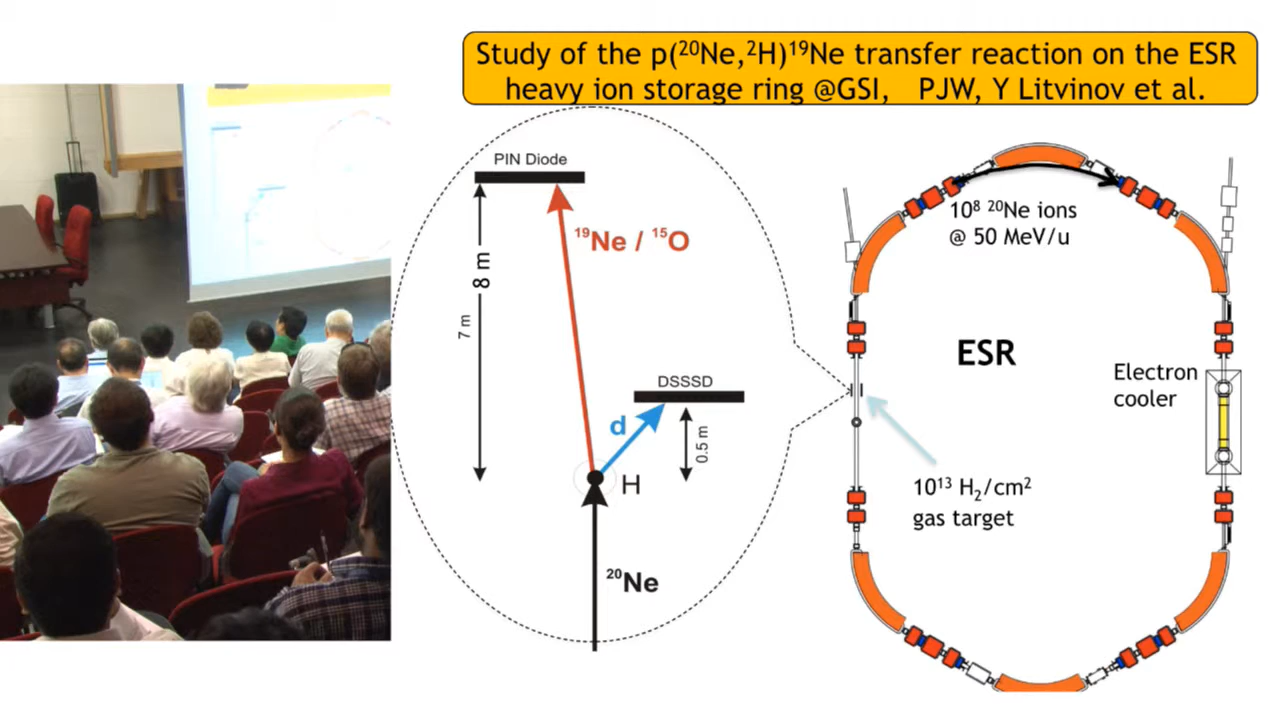 Study of the p(²⁰Ne,²H)¹⁹Ne transfer reaction on the ESR
heavy ion storage ring @GSI, PJW, Y Litvinov et al.
PIN Diode
¹⁹Ne / ¹⁵O
8 m
7 m
DSSSD
d
0.5 m
H
²⁰Ne
10⁸ ²⁰Ne ions
@ 50 MeV/u
ESR
Electron
cooler
10¹³ H₂/cm²
gas target